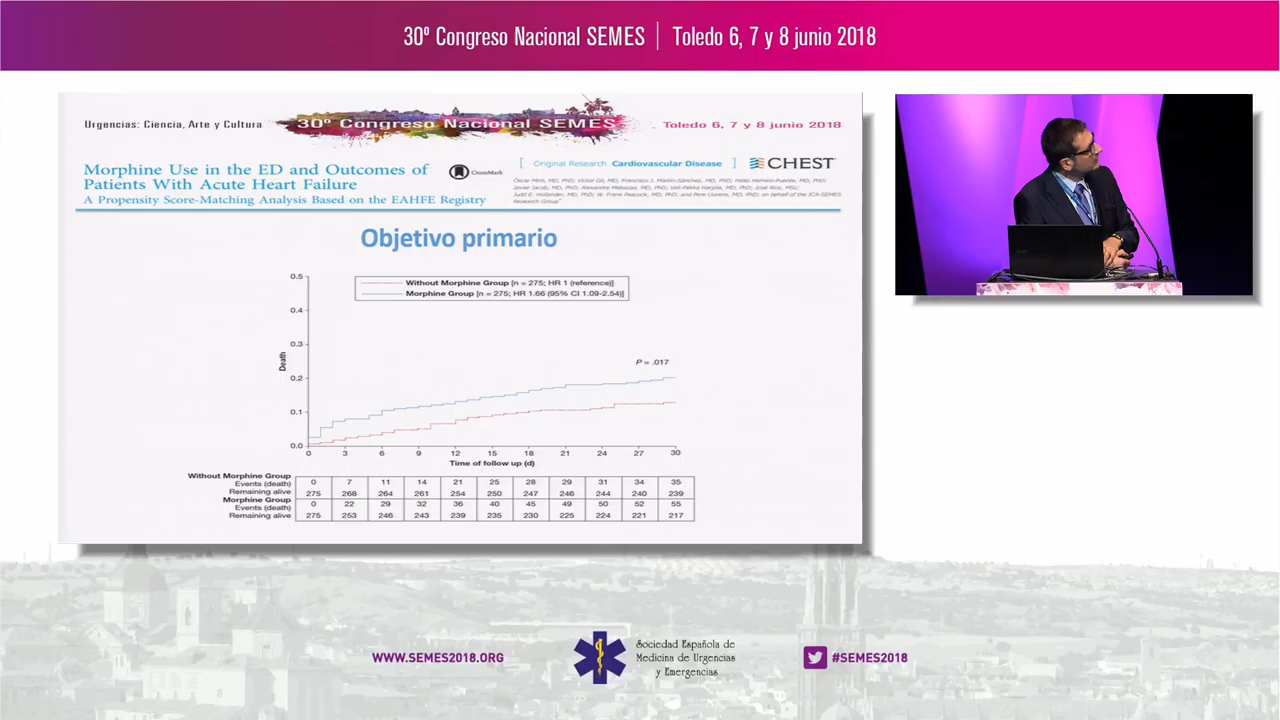 30º Congreso Nacional SEMES | Toledo 6, 7 y 8 junio 2018
Urgencias: Ciencia, Arte y Cultura
30º Congreso Nacional SEMES
Toledo 6, 7 y 8 junio 2018
Morphine Use in the ED and Outcomes of
Patients With Acute Heart Failure
A Propensity Score-Matching Analysis Based on the EAHFE Registry
CrossMark
[ Original Research Cardiovascular Disease ]
CHEST
Research Group*
Objetivo primario
Without Morphine Group [n = 275; HR 1 (reference)]
Morphine Group [n = 275; HR 1.66 (95% CI 1.09-2.54)]
P = .017
Death
0.5
0.4
0.3
0.2
0.1
0.0
0 3 6 9 12 15 18 21 24 27 30
Time of follow up (d)
Without Morphine Group
Events (death) 0 7 11 14 21 25 28 29 31 34 35
Remaining alive 275 268 264 261 254 250 247 246 244 240 239
Morphine Group
Events (death) 0 22 29 32 36 40 45 49 50 52 55
Remaining alive 275 253 246 243 239 235 230 225 224 221 217
WWW.SEMES2018.ORG
Sociedad Española de
Medicina de Urgencias
y Emergencias
#SEMES2018